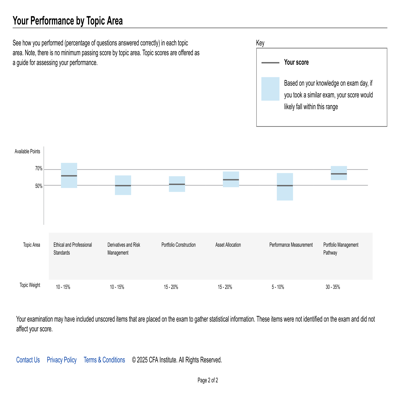 Your Performance by Topic Area
See how you performed (percentage of questions answered correctly) in each topic
area. Note, there is no minimum passing score by topic area. Topic scores are offered as
a guide for assessing your performance.
Key
Your score
Based on your knowledge on exam day, if
you took a similar exam, your score would
likely fall within this range
Available Points
70%
50%
Topic Area
Ethical and Professional
Standards
Derivatives and Risk
Management
Portfolio Construction
Asset Allocation
Performance Measurement
Portfolio Management
Pathway
Topic Weight
10 - 15%
10 - 15%
15 - 20%
15 - 20%
5 - 10%
30 - 35%
Your examination may have included unscored items that are placed on the exam to gather statistical information. These items were not identified on the exam and did not
affect your score.
Contact Us Privacy Policy Terms & Conditions © 2025 CFA Institute. All Rights Reserved.
Page 2 of 2